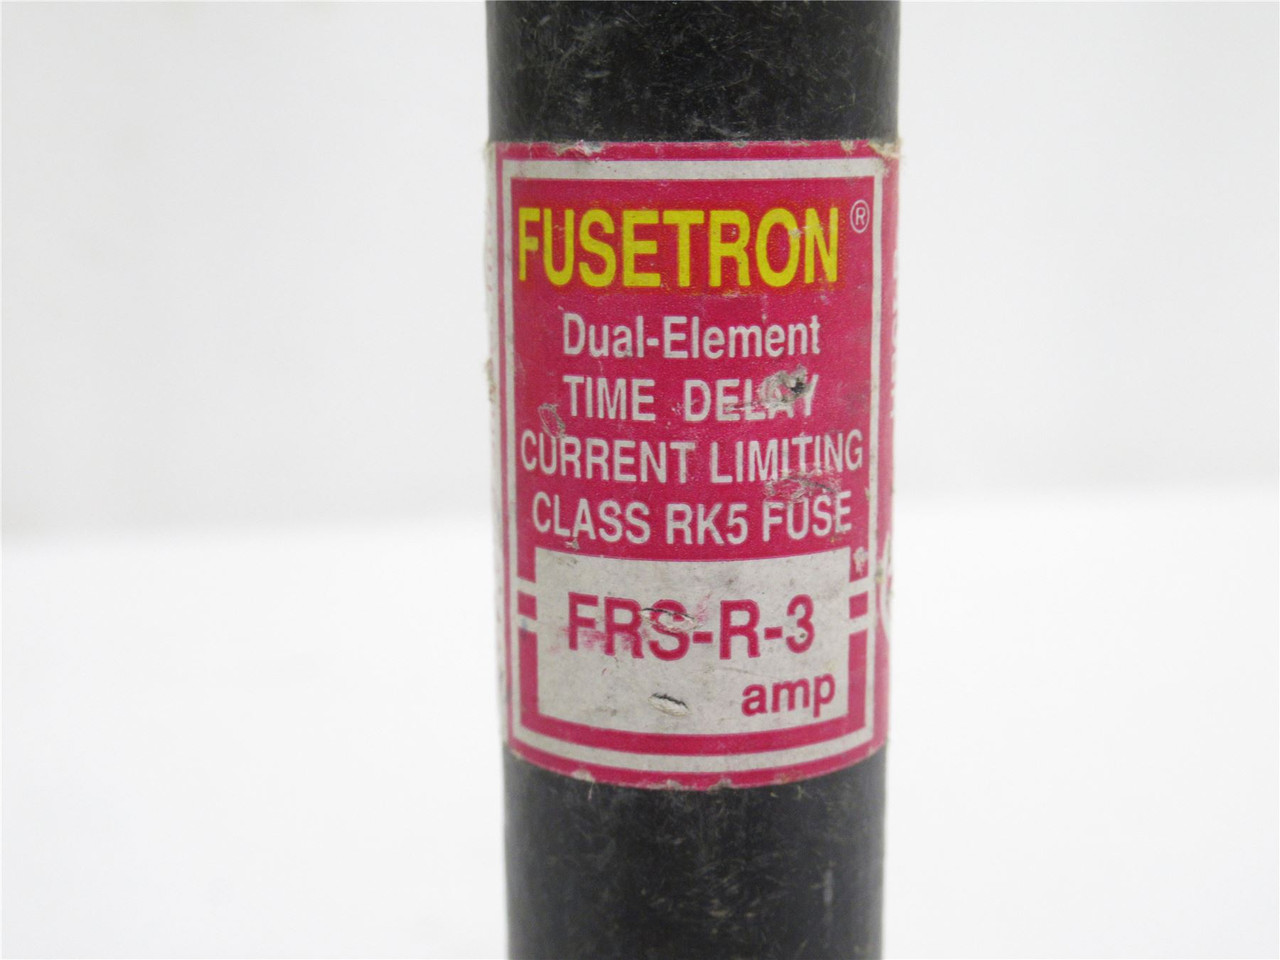 FUSETRON®
Dual-Element
TIME DELAY
CURRENT LIMITING
CLASS RK5 FUSE
FRS-R-3
amp